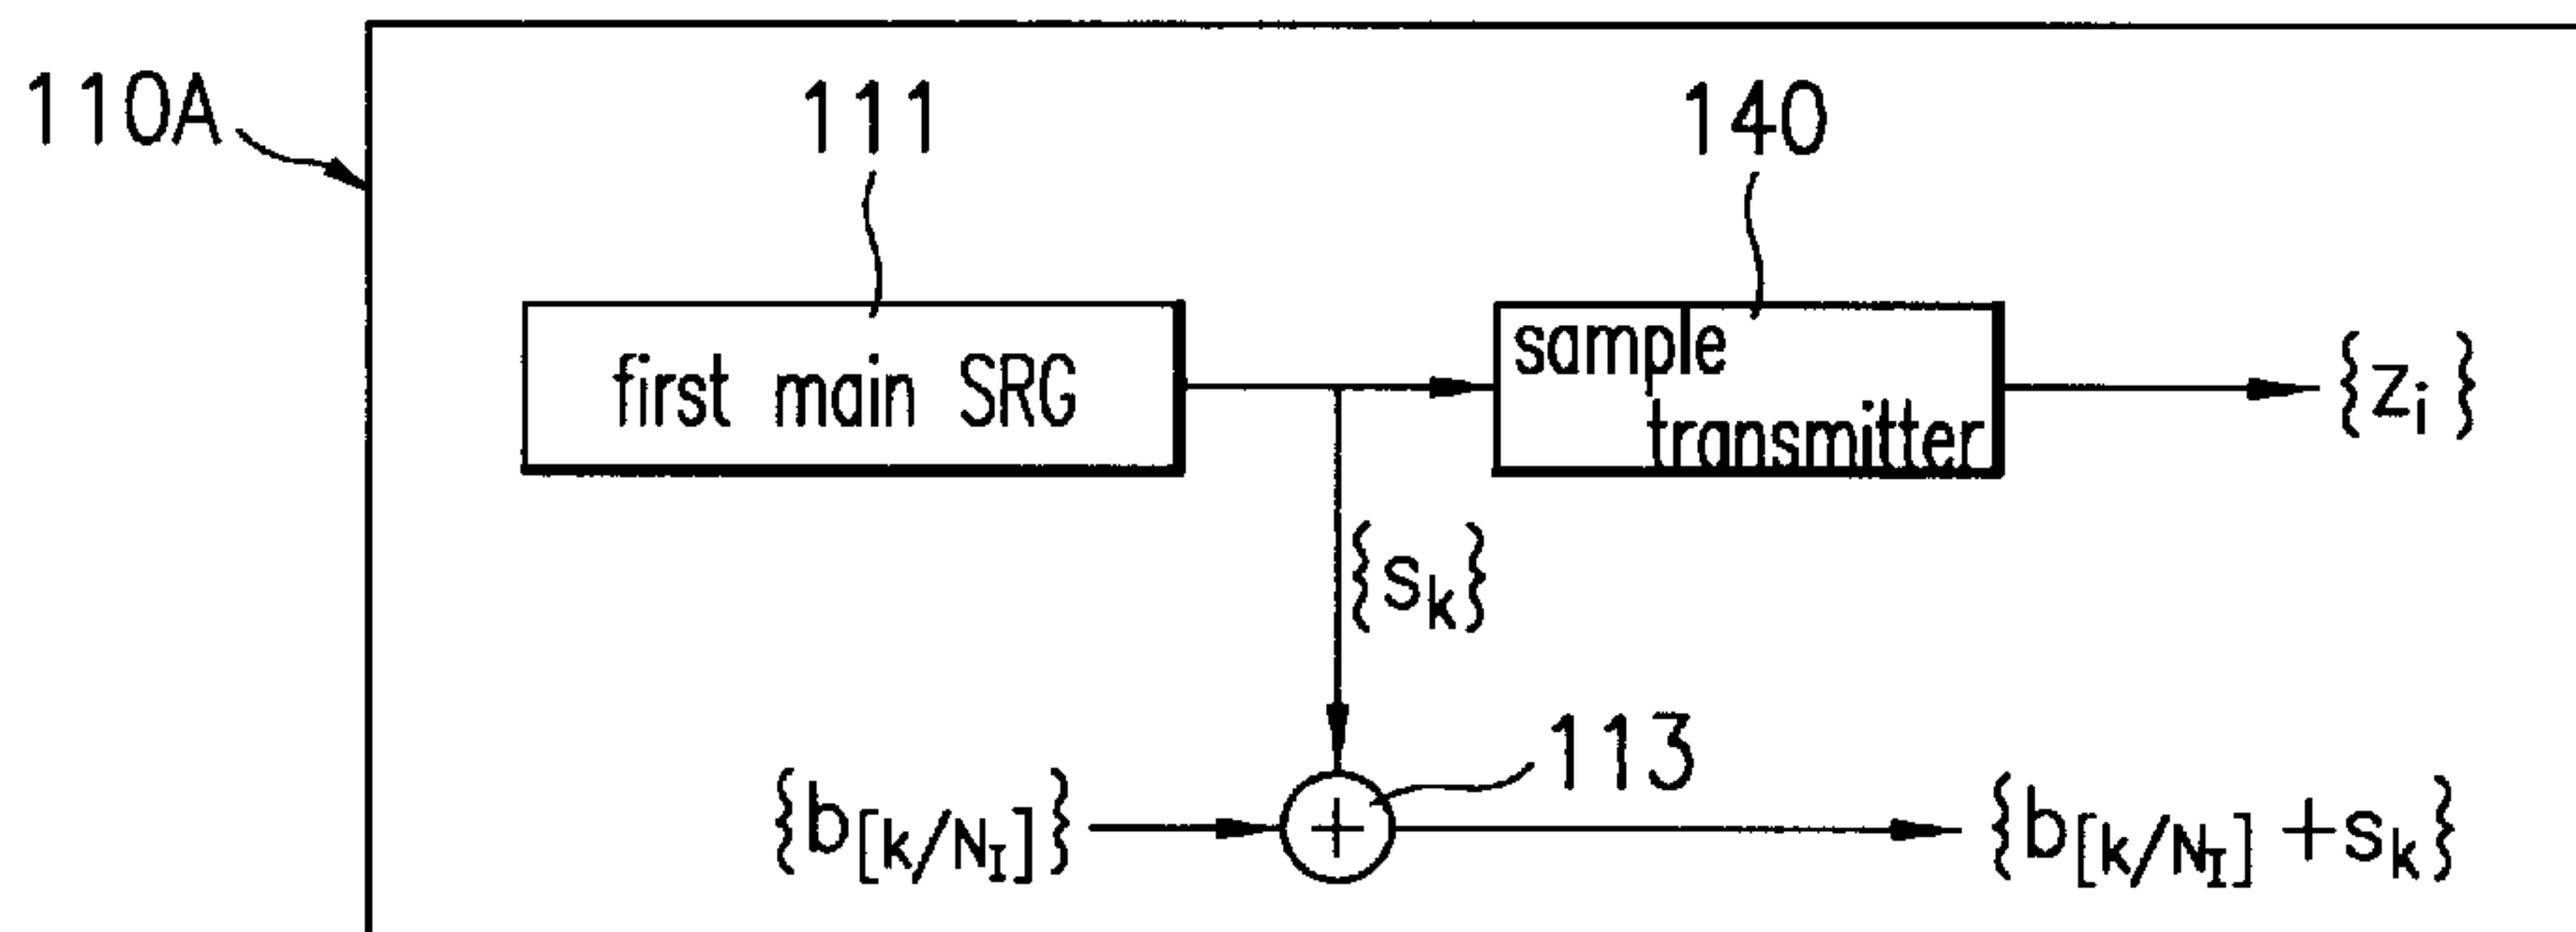 110A
111
140
first main SRG
sample
transmitter
{z_i}
{s_k}
113
{b_[k/N_I]}
{b_[k/N_I]+s_k}